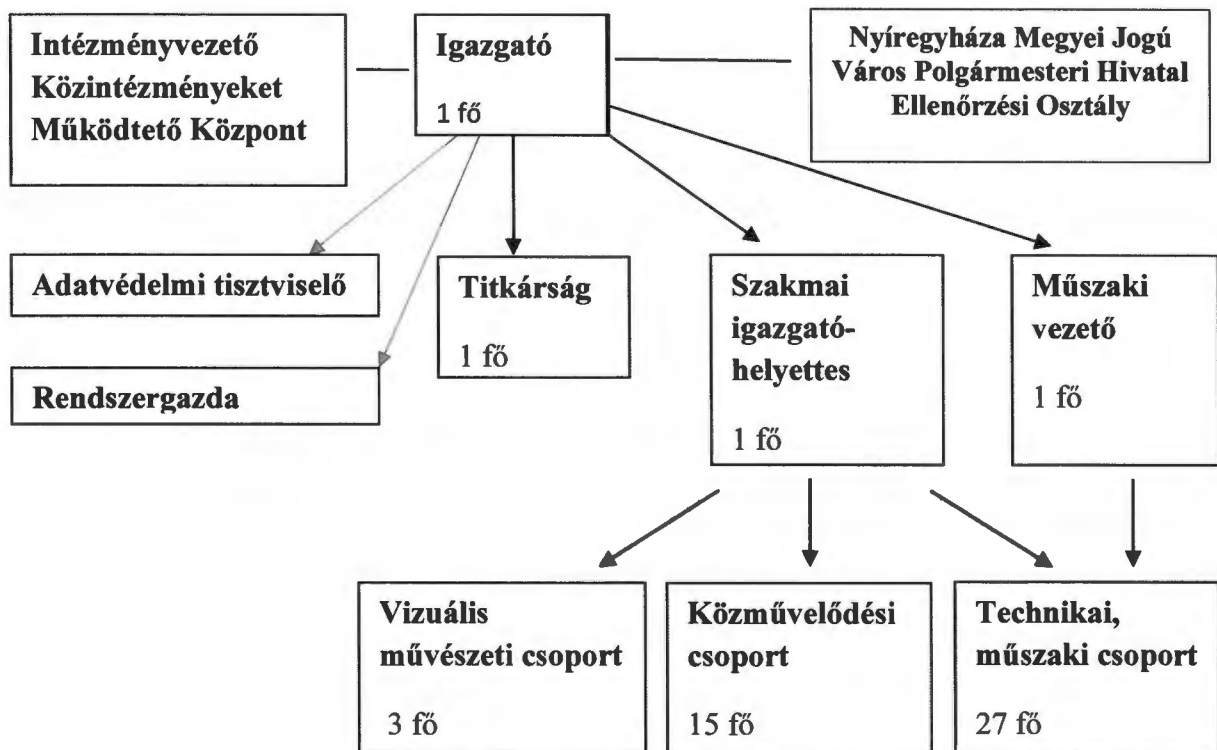 Intézményvezető
Közintézményeket
Működtető Központ
Igazgató
1 fő
Nyíregyháza Megyei Jogú
Város Polgármesteri Hivatal
Ellenőrzési Osztály
Adatvédelmi tisztviselő
Rendszergazda
Titkárság
1 fő
Szakmai
igazgató-
helyettes
1 fő
Műszaki
vezető
1 fő
Vizuális
művészeti csoport
3 fő
Közművelődési
csoport
15 fő
Technikai,
műszaki csoport
27 fő